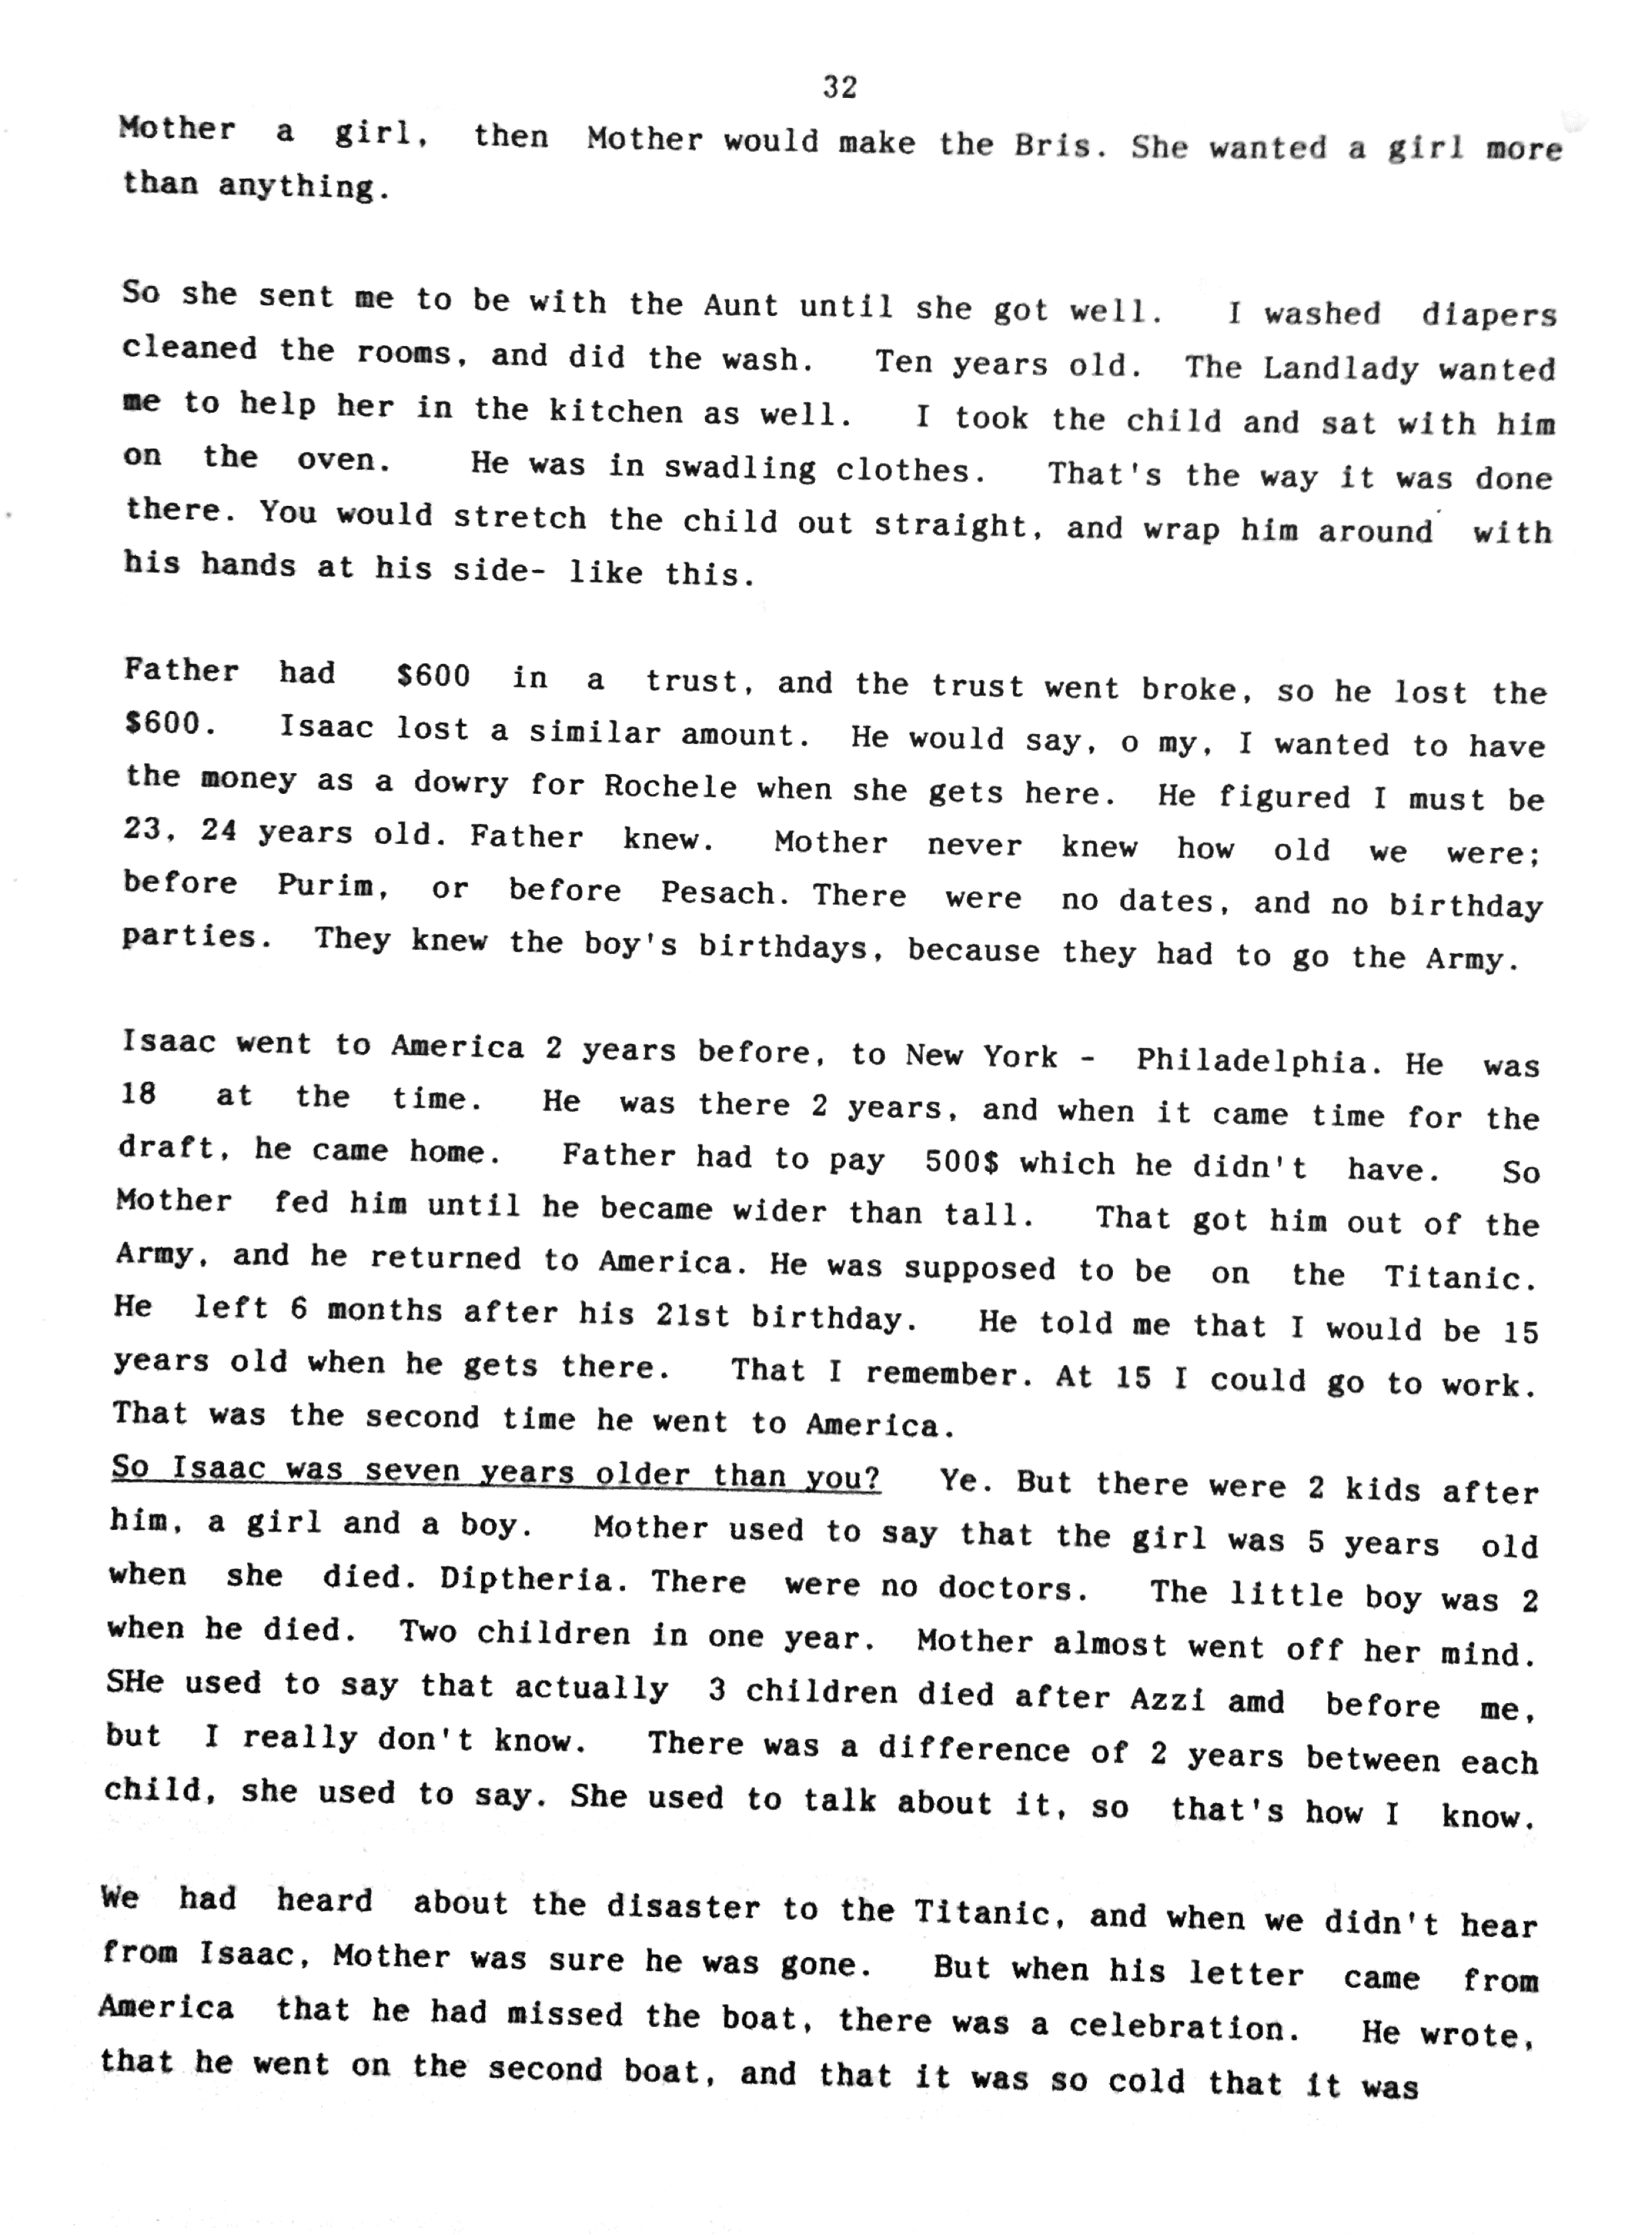 32
Mother a girl, then Mother would make the Bris. She wanted a girl more
than anything.
So she sent me to be with the Aunt until she got well. I washed diapers
cleaned the rooms, and did the wash. Ten years old. The Landlady wanted
me to help her in the kitchen as well. I took the child and sat with him
on the oven. He was in swadling clothes. That's the way it was done
there. You would stretch the child out straight, and wrap him around with
his hands at his side- like this.
Father had $600 in a trust, and the trust went broke, so he lost the
$600. Isaac lost a similar amount. He would say, o my, I wanted to have
the money as a dowry for Rochele when she gets here. He figured I must be
23, 24 years old. Father knew. Mother never knew how old we were;
before Purim, or before Pesach. There were no dates, and no birthday
parties. They knew the boy's birthdays, because they had to go the Army.
Isaac went to America 2 years before, to New York - Philadelphia. He was
18 at the time. He was there 2 years, and when it came time for the
draft, he came home. Father had to pay 500$ which he didn't have. So
Mother fed him until he became wider than tall. That got him out of the
Army, and he returned to America. He was supposed to be on the Titanic.
He left 6 months after his 21st birthday. He told me that I would be 15
years old when he gets there. That I remember. At 15 I could go to work.
That was the second time he went to America.
So Isaac was seven years older than you? Ye. But there were 2 kids after
him, a girl and a boy. Mother used to say that the girl was 5 years old
when she died. Diptheria. There were no doctors. The little boy was 2
when he died. Two children in one year. Mother almost went off her mind.
SHe used to say that actually 3 children died after Azzi amd before me,
but I really don't know. There was a difference of 2 years between each
child, she used to say. She used to talk about it, so that's how I know.
We had heard about the disaster to the Titanic, and when we didn't hear
from Isaac, Mother was sure he was gone. But when his letter came from
America that he had missed the boat, there was a celebration. He wrote,
that he went on the second boat, and that it was so cold that it was